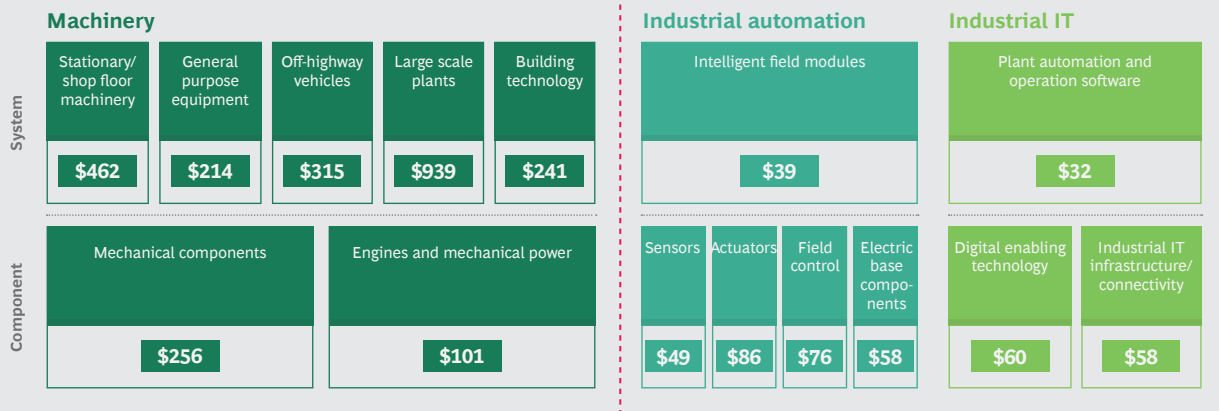 Machinery
Industrial automation
Industrial IT
System
Stationary/
shop floor
machinery
$462
General
purpose
equipment
$214
Off-highway
vehicles
$315
Large scale
plants
$939
Building
technology
$241
Intelligent field modules
$39
Plant automation and
operation software
$32
Component
Mechanical components
$256
Engines and mechanical power
$101
Sensors
$49
Actuators
$86
Field
control
$76
Electric
base
compo-
nents
$58
Digital enabling
technology
$60
Industrial IT
infrastructure/
connectivity
$58